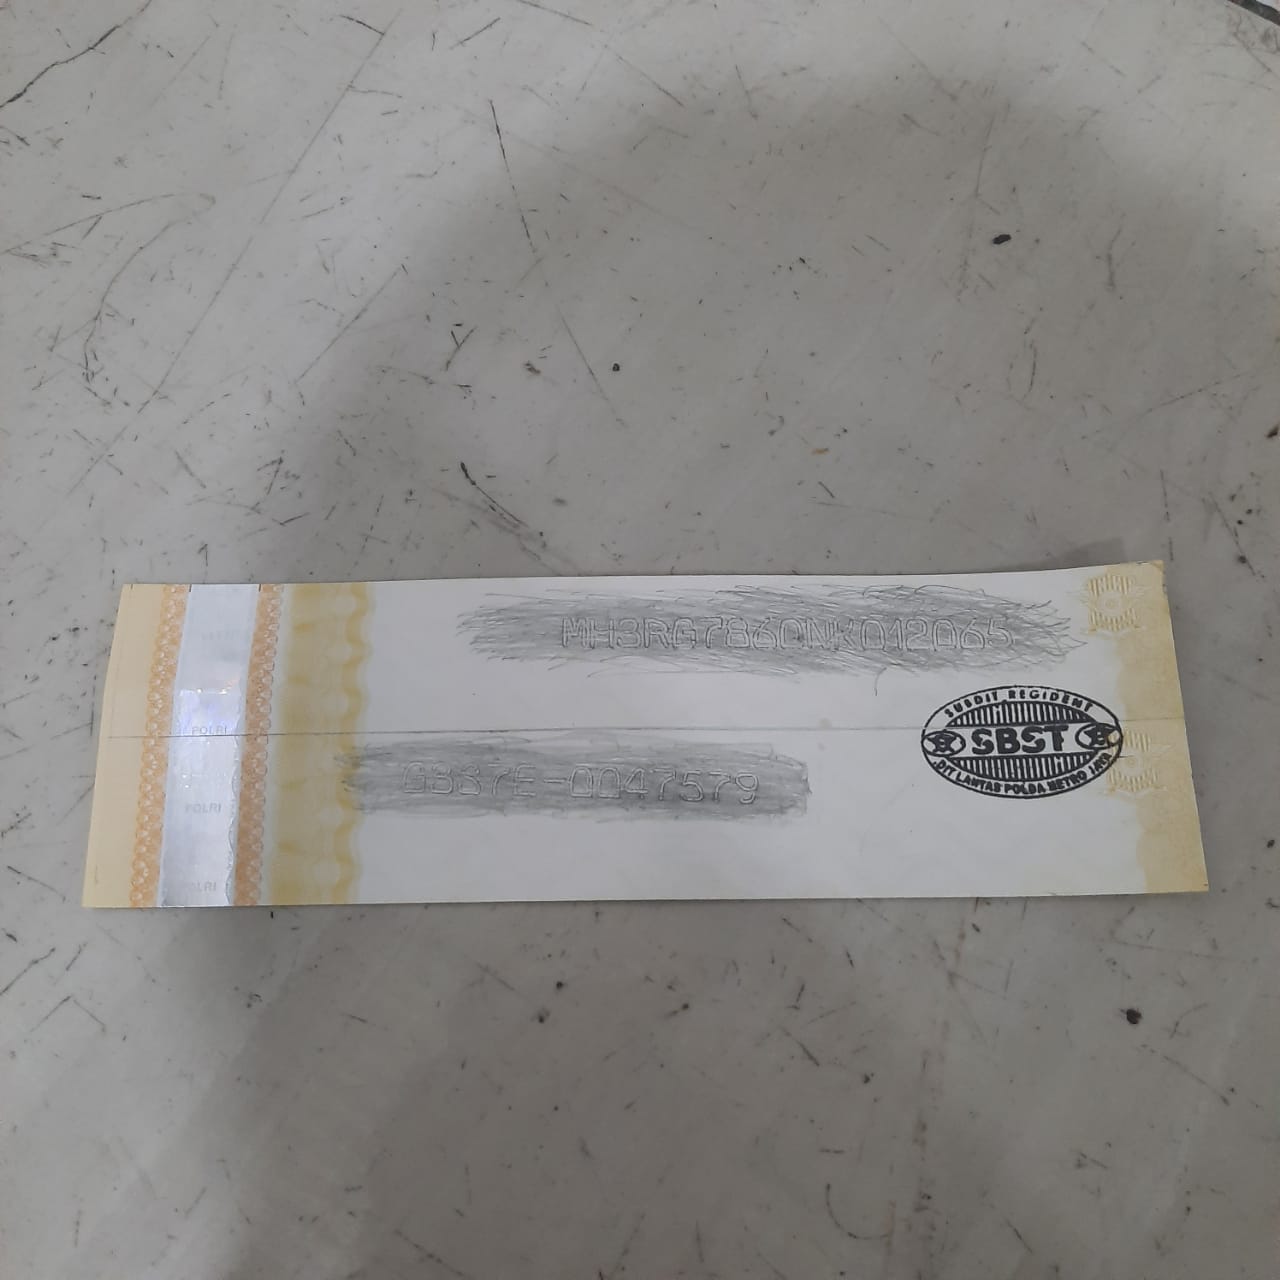 MH3RG7860NK012065
POLRI
SUBDIT REGIDENT
SBST
DIT LANTAS POLDA METRO JAYA
G3S7E-0047579
POLRI
POLRI